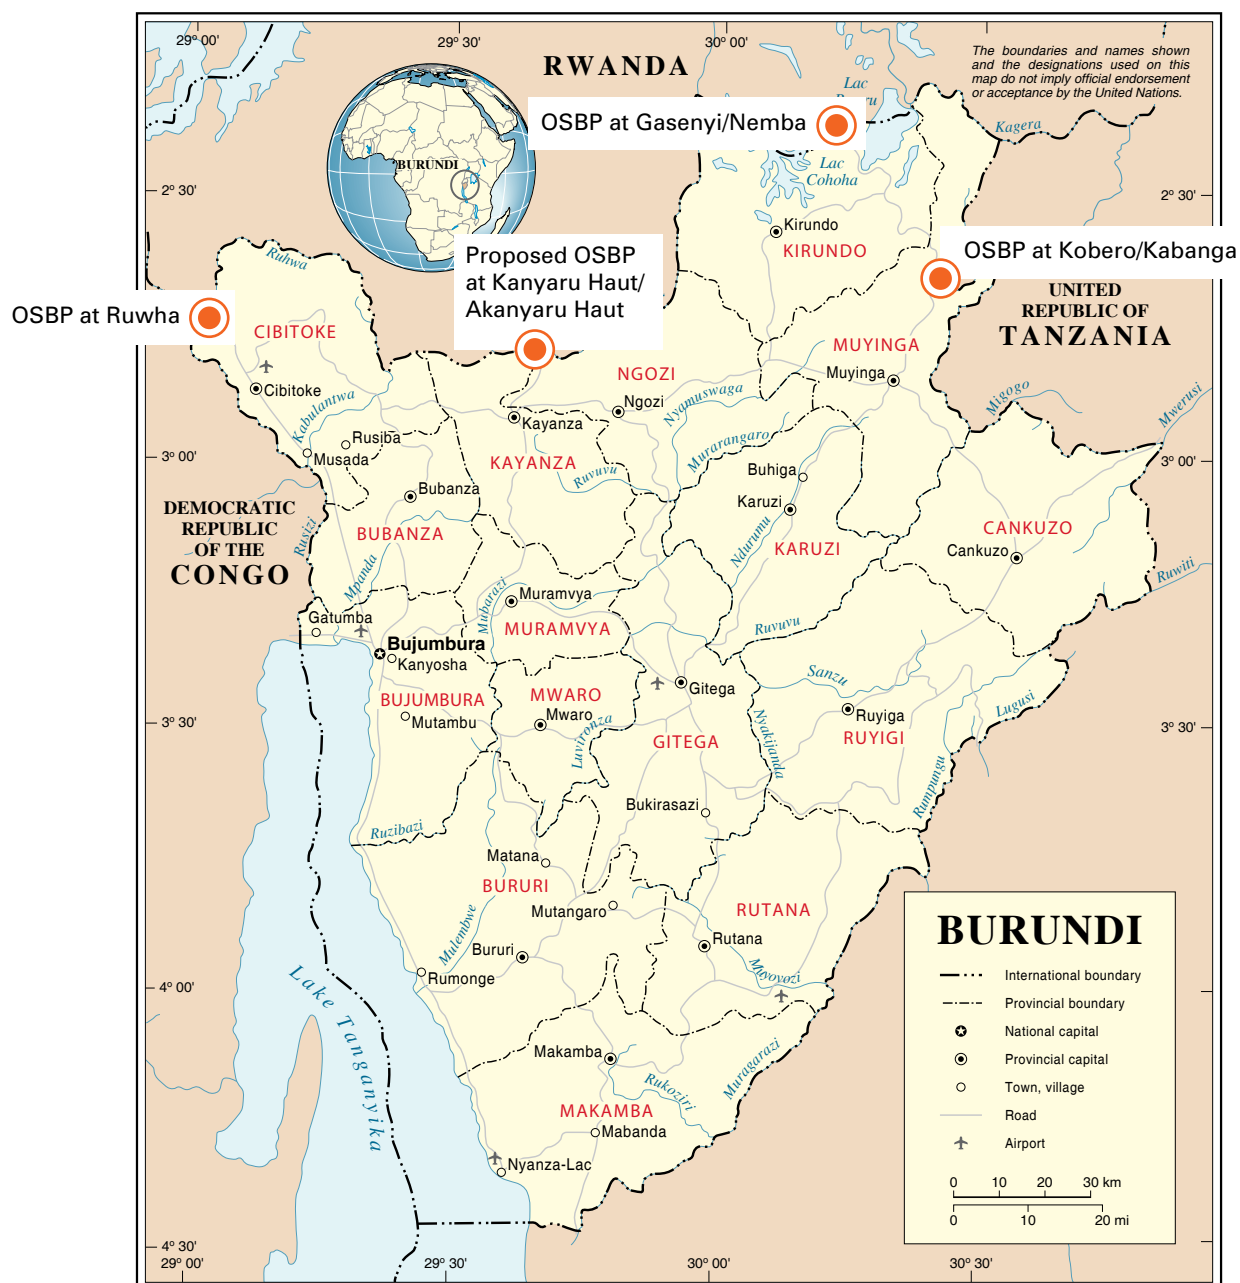 29° 00'
29° 30'
30° 00'
RWANDA
The boundaries and names shown
and the designations used on this
map do not imply official endorsement
or acceptance by the United Nations.
Lac
OSBP at Gasenyi/Nemba
Kagera
BURUNDI
Lac
Cohoha
2° 30'
2° 30'
Kirundo
KIRUNDO
Ruhwa
Proposed OSBP
at Kanyaru Haut/
Akanyaru Haut
OSBP at Kobero/Kabanga
OSBP at Ruwha
UNITED
REPUBLIC OF
TANZANIA
CIBITOKE
MUYINGA
NGOZI
Muyinga
Cibitoke
Nyamuswaga
Migogo
Mwerusi
Ngozi
Kabulantwa
Kayanza
Rusiba
Musada
Murarangaro
3° 00'
3° 00'
KAYANZA
Buhiga
Ruvuvu
Bubanza
Karuzi
DEMOCRATIC
REPUBLIC
OF THE
CONGO
Rusizi
BUBANZA
CANKUZO
Ndurumu
KARUZI
Cankuzo
Mpanda
Ruwiti
Mubarazi
Muramvya
Gatumba
MURAMVYA
Ruvuvu
Bujumbura
Kanyosha
Sanzu
Gitega
BUJUMBURA
MWARO
Lugusi
Mutambu
Mwaro
Ruyiga
3° 30'
3° 30'
Luvironza
GITEGA
Nyakijanda
RUYIGI
Rumpungu
Bukirasazi
Ruzibazi
Matana
BURURI
Mutangaro
RUTANA
Mulembwe
Rutana
Bururi
Rumonge
Muyovozi
4° 00'
Lake Tanganyika
Makamba
Muragarazi
Rukoziri
MAKAMBA
Mabanda
Nyanza-Lac
BURUNDI
International boundary
Provincial boundary
National capital
Provincial capital
Town, village
Road
Airport
0 10 20 30 km
0 10 20 mi
4° 30'
29° 00'
29° 30'
30° 00'
30° 30'